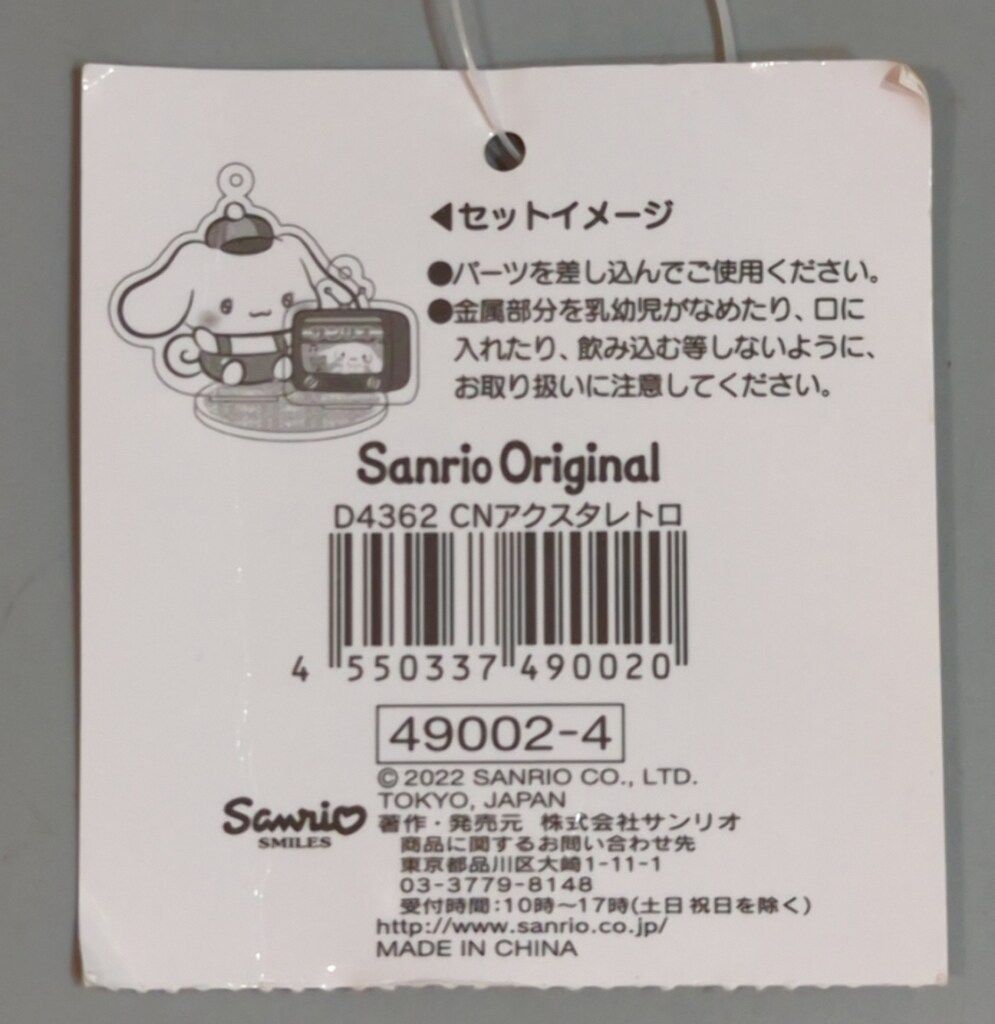 ◀セットイメージ
●パーツを差し込んでご使用ください。
●金属部分を乳幼児がなめたり、口に
入れたり、飲み込む等しないように、
お取り扱いに注意してください。
サンリオ
Sanrio Original
D4362 CNアクスタレトロ
4 550337 490020
49002-4
© 2022 SANRIO CO., LTD.
TOKYO, JAPAN
Sanrio
SMILES
著作・発売元 株式会社サンリオ
商品に関するお問い合わせ先
東京都品川区大崎1-11-1
03-3779-8148
受付時間:10時〜17時(土日祝日を除く)
http://www.sanrio.co.jp/
MADE IN CHINA